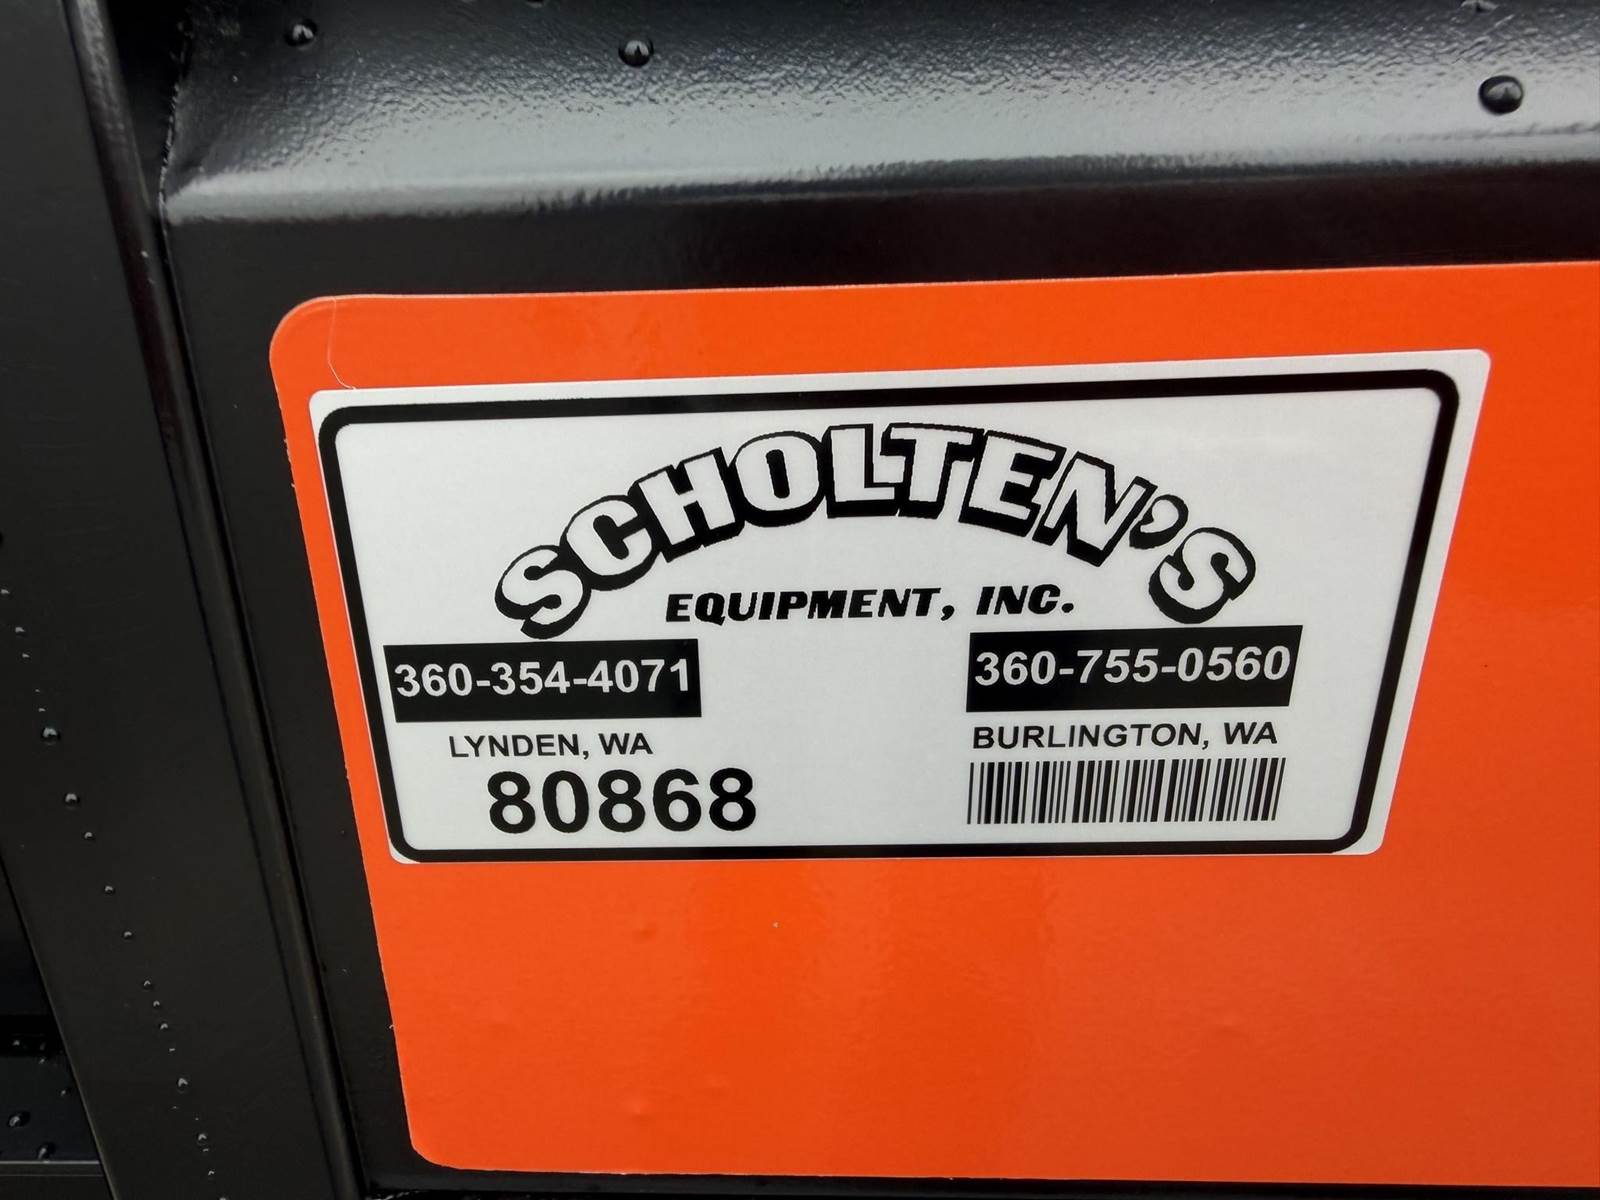 SCHOLTEN'S
EQUIPMENT, INC.
360-354-4071
LYNDEN, WA
80868
360-755-0560
BURLINGTON, WA